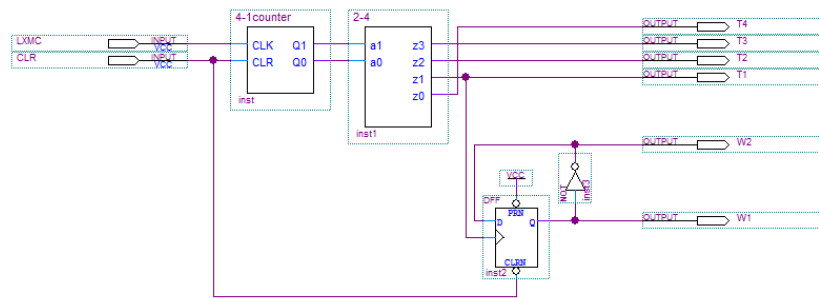 4-1counter
2-4
LXMC INPUT VCC
CLR INPUT VCC
CLK Q1
CLR Q0
inst
a1 z3
a0 z2
z1
z0
inst1
OUTPUT T4
OUTPUT T3
OUTPUT T2
OUTPUT T1
OUTPUT W2
VCC
NOT
inst3
DFF
PRN
D Q
CLRN
inst2
OUTPUT W1